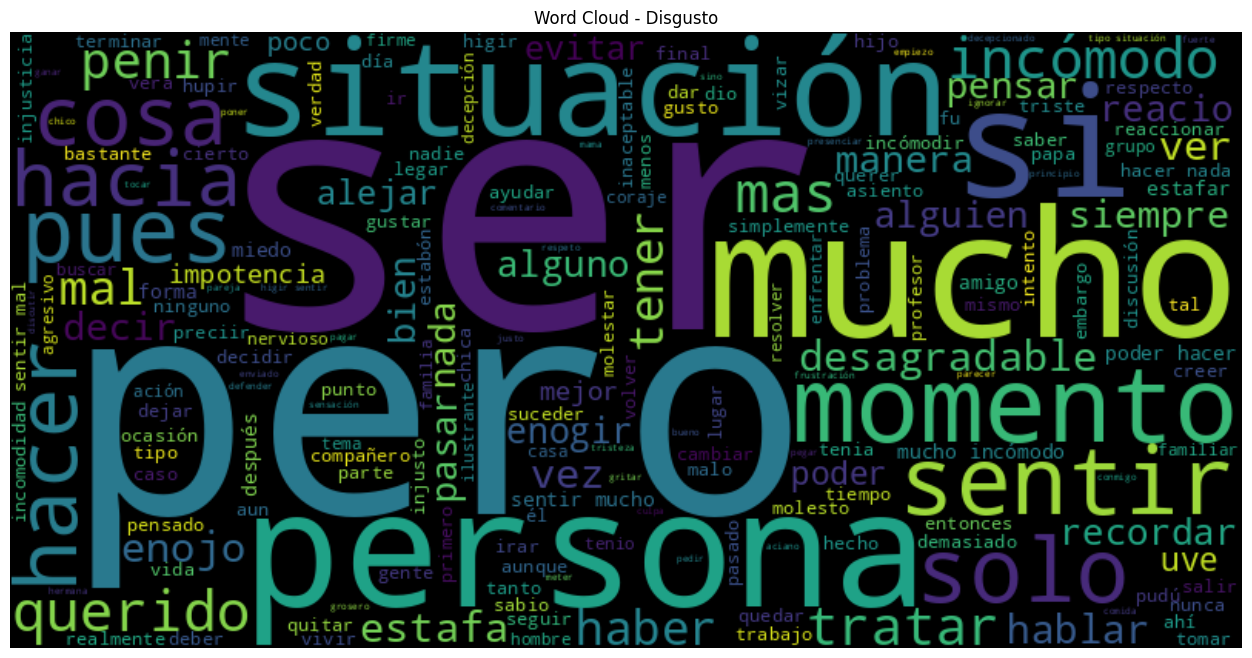 Word Cloud - Disgusto
terminar
mente
poco
firme
higir
evitar
final
hijo
empiezo
decepcionado
tipo situación
fuerte
injusticia
ganar
penir
situación
incómodo
vera
hupir
día
verdad
decepción
dar
sino
dio
gusto
vizar
pensar
respecto
cosa
chico
poner
ir
inaceptable
fu
ignorar
triste
reacio
bastante
cierto
ser
nadie
mama
menos
presenciar
incómodir
saber
reaccionar
si
papa
grupo
ver
hacia
tocar
alejar
legar
ayudar
coraje
manera
querer
asiento
principio
hacer nada
estafar
pues
gustar
comentario
mas
alguien
siempre
miedo
estabón
respeto
simplemente
buscar
impotencia
alguno
tener
mucho
problema
enfrentar
profesor
amigo
intento
embargo
discusión
mal
forma
pareja
higir sentir
bien
mismo
tal
agresivo
ninguno
discutir
decir
preciir
nervioso
pagar
molestar
resolver
incomodidad sentir mal
hacer
decidir
familia
pasarnada
ilustrantechica
justo
volver
desagradable
poder hacer
creer
ación
enviado
defender
punto
mejor
frustración
parecer
dejar
sensación
pero
suceder
bueno
lugar
momento
ocasión
tema
enogir
tipo
compañero
casa
tristeza
cambiar
tenia
mucho incómodo
familiar
caso
después
parte
injusto
vez
gritar
malo
pegar
conmigo
poder
sentir
aun
sentir mucho
culpa
tiempo
molesto
pensado
persona
él
entonces
enojo
primero
irar
tenio
pasado
hecho
demasiado
solo
recordar
vida
gente
aunque
pedir
aciano
uve
hermana
tanto
meter
comida
salir
querido
grosero
sabio
pudú
nunca
quitar
estafa
seguir
haber
quedar
tratar
hablar
ahí
realmente
deber
vivir
hombre
trabajo
tomar